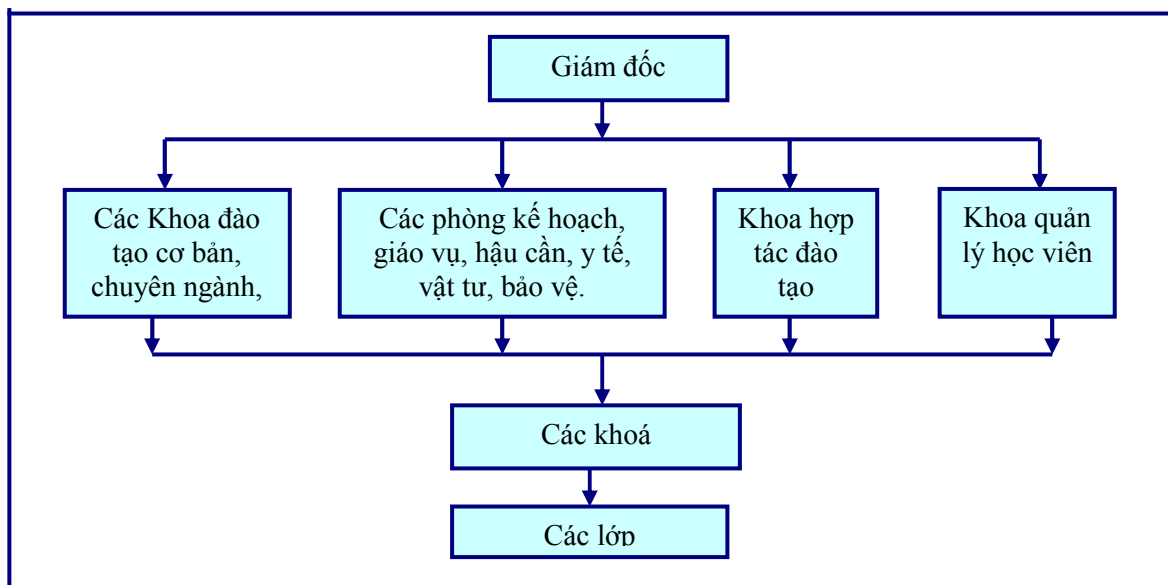 Giám đốc
Các Khoa đào
tạo cơ bản,
chuyên ngành,
Các phòng kế hoạch,
giáo vụ, hậu cần, y tế,
vật tư, bảo vệ.
Khoa hợp
tác đào
tạo
Khoa quản
lý học viên
Các khoá
Các lớp